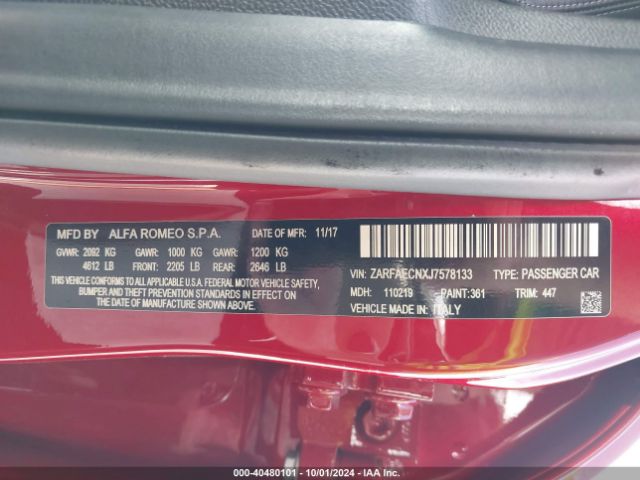 MFD BY ALFA ROMEO S.P.A. DATE OF MFR: 11/17
GVWR: 2092 KG GAWR: 1000 KG GAWR: 1200 KG
4612 LB FRONT: 2205 LB REAR: 2646 LB
THIS VEHICLE CONFORMS TO ALL APPLICABLE U.S.A. FEDERAL MOTOR VEHICLE SAFETY,
BUMPER AND THEFT PREVENTION STANDARDS IN EFFECT ON
THE DATE OF MANUFACTURE SHOWN ABOVE.
VIN: ZARFAECNXJ7578133 TYPE: PASSENGER CAR
MDH: 110219 PAINT: 361 TRIM: 447
VEHICLE MADE IN: ITALY
000-40480101 - 10/01/2024 - IAA Inc.